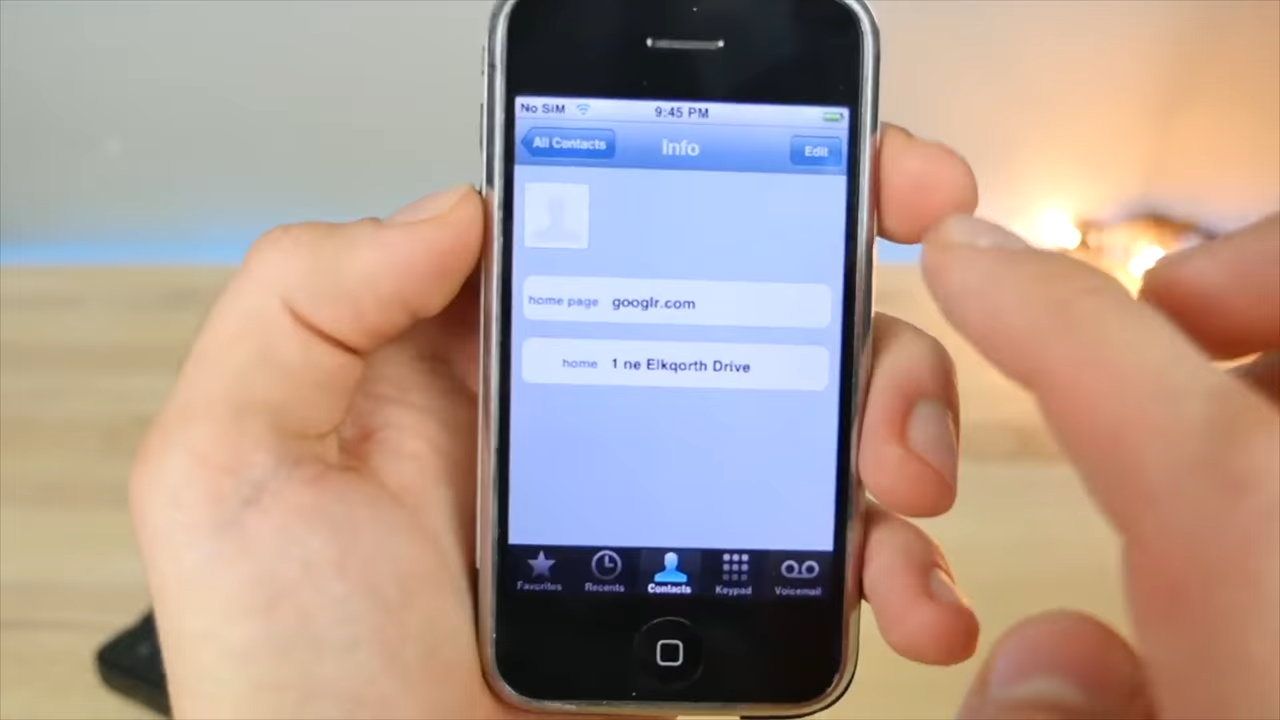 No SIM 9:45 PM
All Contacts Info Edit
home page googlr.com
home 1 ne Elkqorth Drive
Favorites Recents Contacts Keypad Voicemail